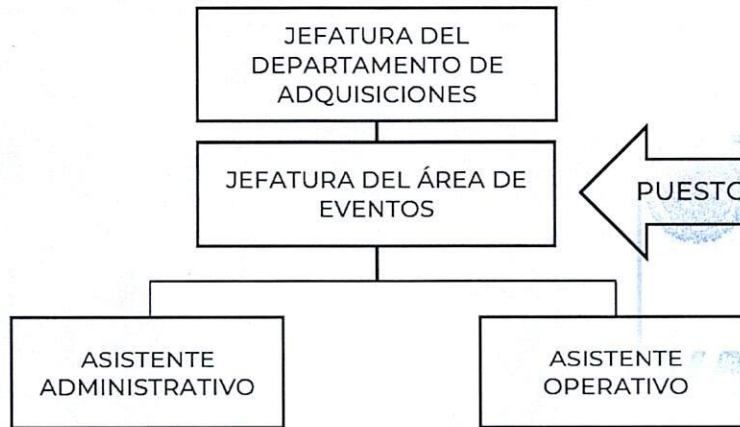 JEFATURA DEL
DEPARTAMENTO DE
ADQUISICIONES
JEFATURA DEL ÁREA DE
EVENTOS
PUESTO
ASISTENTE
ADMINISTRATIVO
ASISTENTE
OPERATIVO